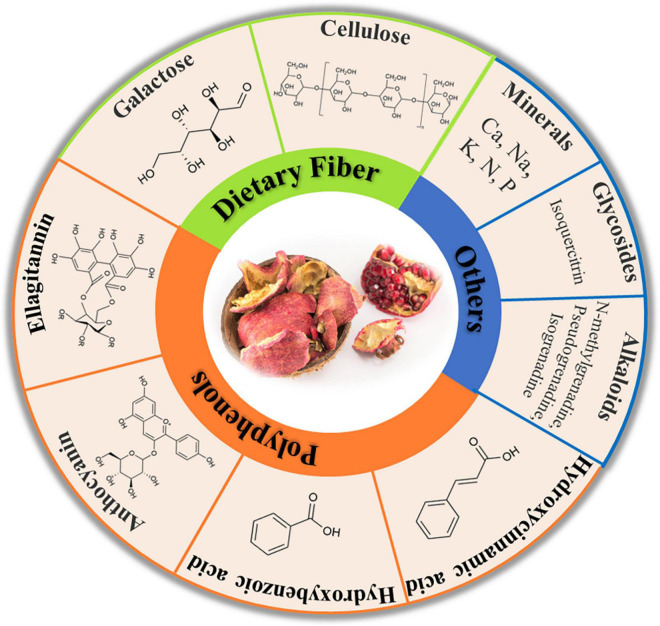 Cellulose
Galactose
Dietary Fiber
Minerals
Ca, Na,
K, N, P
Glycosides
Isoquercitrin
Others
Alkaloids
N-methylgrenadine,
Pseudogrenadine,
Isogrenadine
Hydroxycinnamic acid
Hydroxybenzoic acid
Anthocyanin
Ellagitannin
Polyphenols